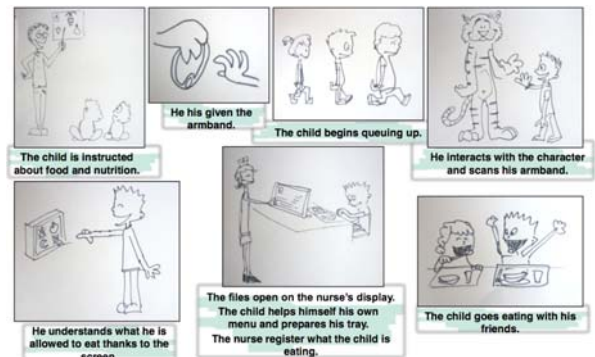 The child is instructed
about food and nutrition.
He his given the
armband.
The child begins queuing up.
He interacts with the character
and scans his armband.
He understands what he is
allowed to eat thanks to the
screen
The files open on the nurse's display.
The child helps himself his own
menu and prepares his tray.
The nurse register what the child is
eating.
The child goes eating with his
friends.